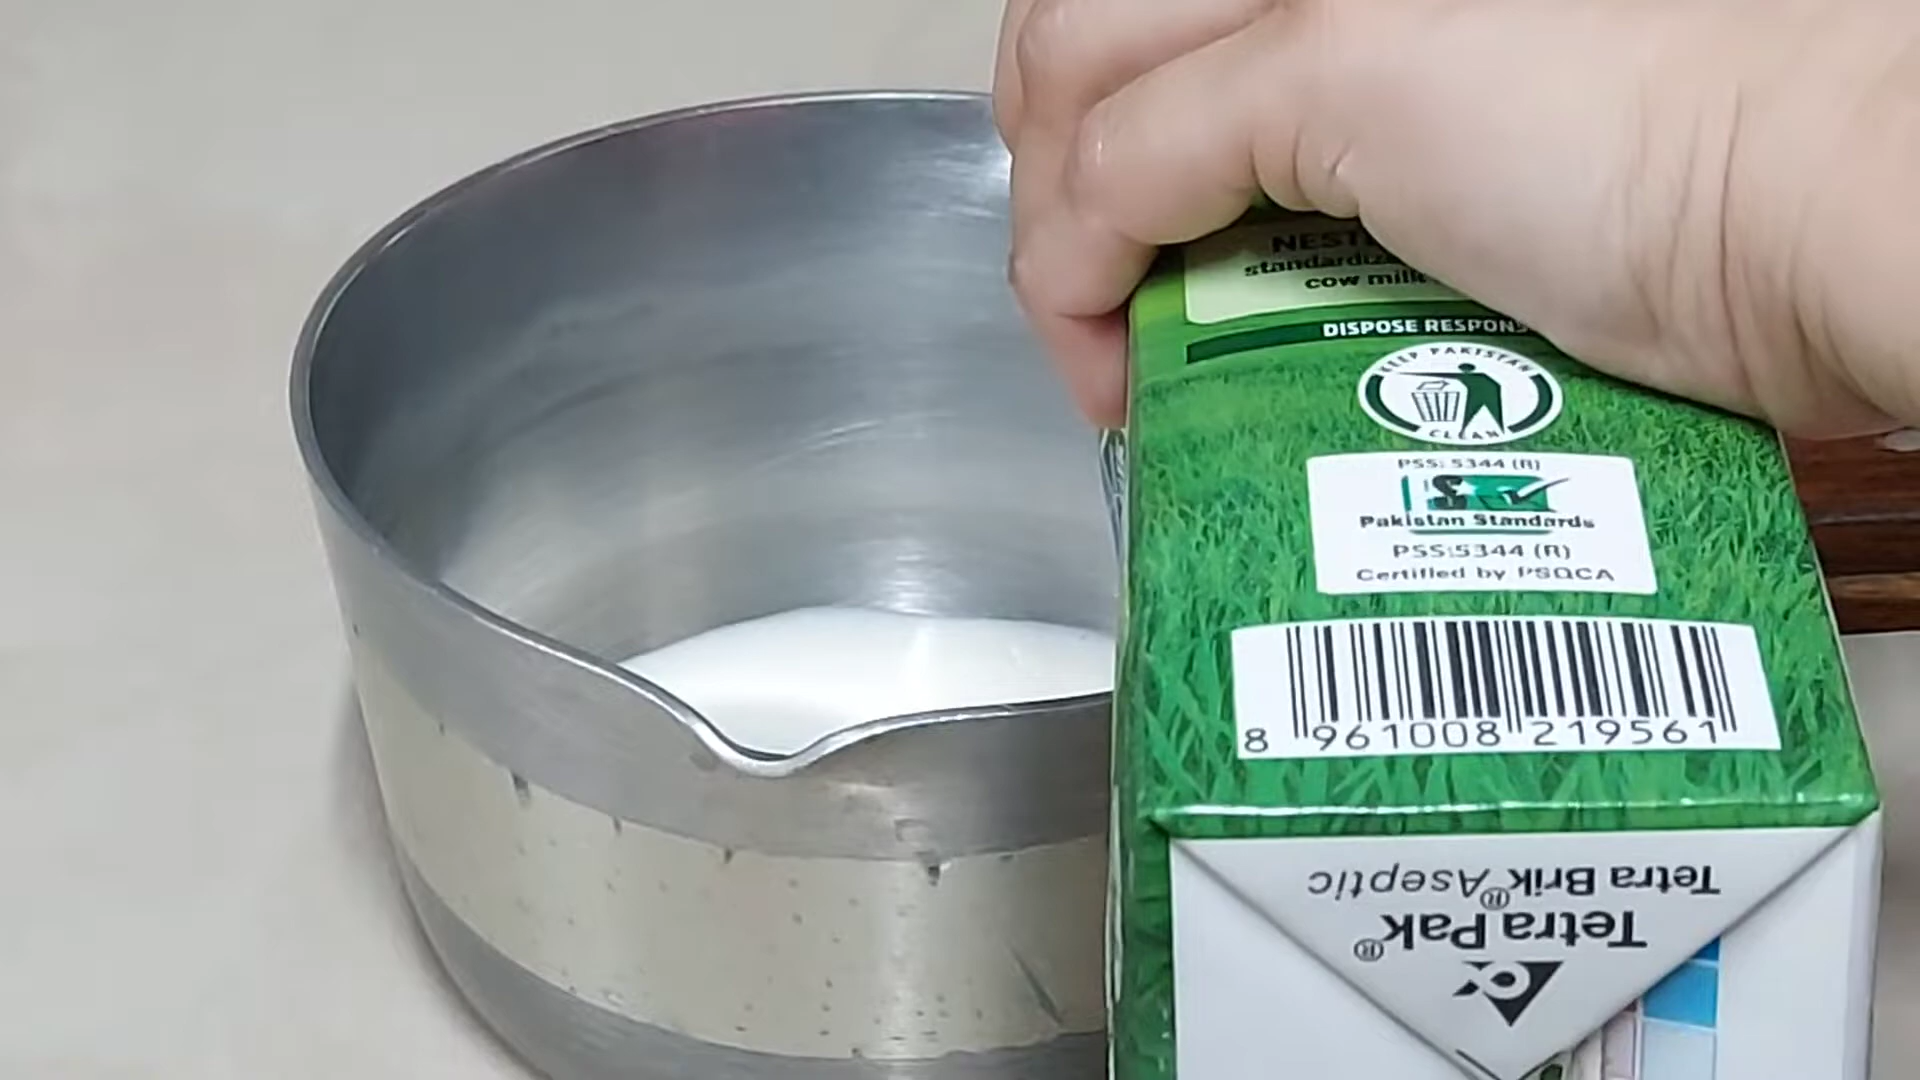 standardiz
cow milk
DISPOSE RESPONS
KEEP PAKISTAN
CLEAN
PSS: 5344 (R)
Pakistan Standards
PSS:5344 (R)
Certified by PSQCA
8 961008 219561
Tetra Brik® Aseptic
Tetra Pak®